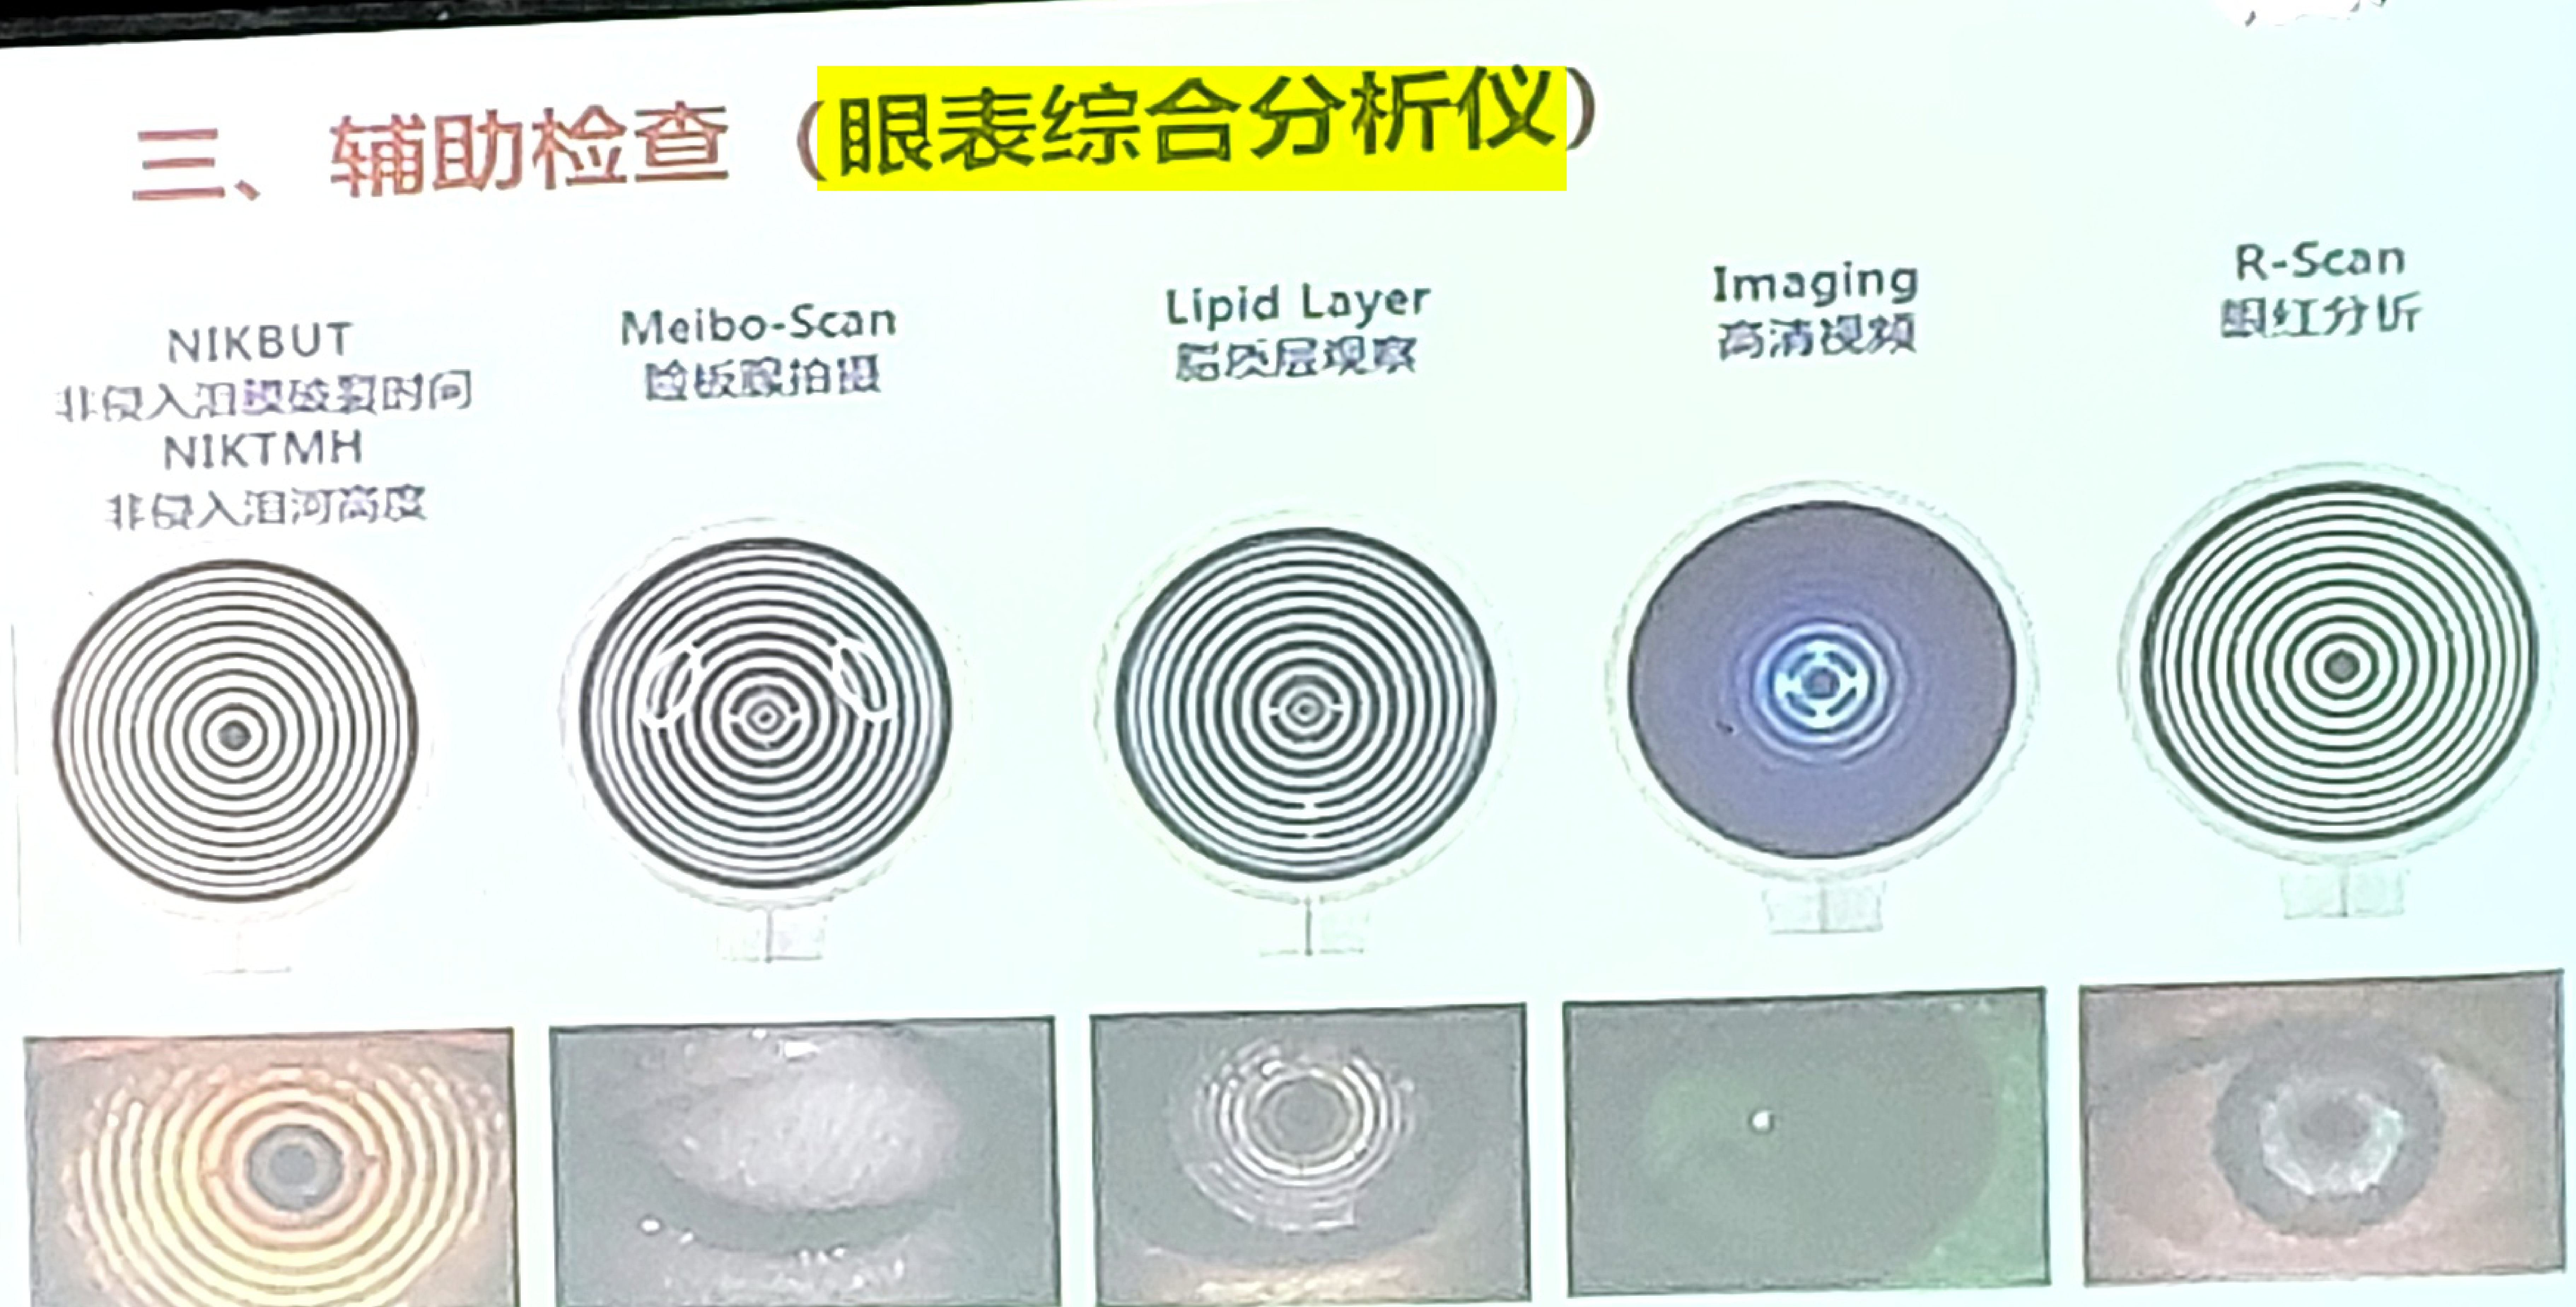 三、辅助检查（眼表综合分析仪）
NIKBUT
非侵入泪膜破裂时间
NIKTMH
非侵入泪河高度
Meibo-Scan
睑板腺拍摄
Lipid Layer
脂质层观察
Imaging
高清视频
R-Scan
眼红分析